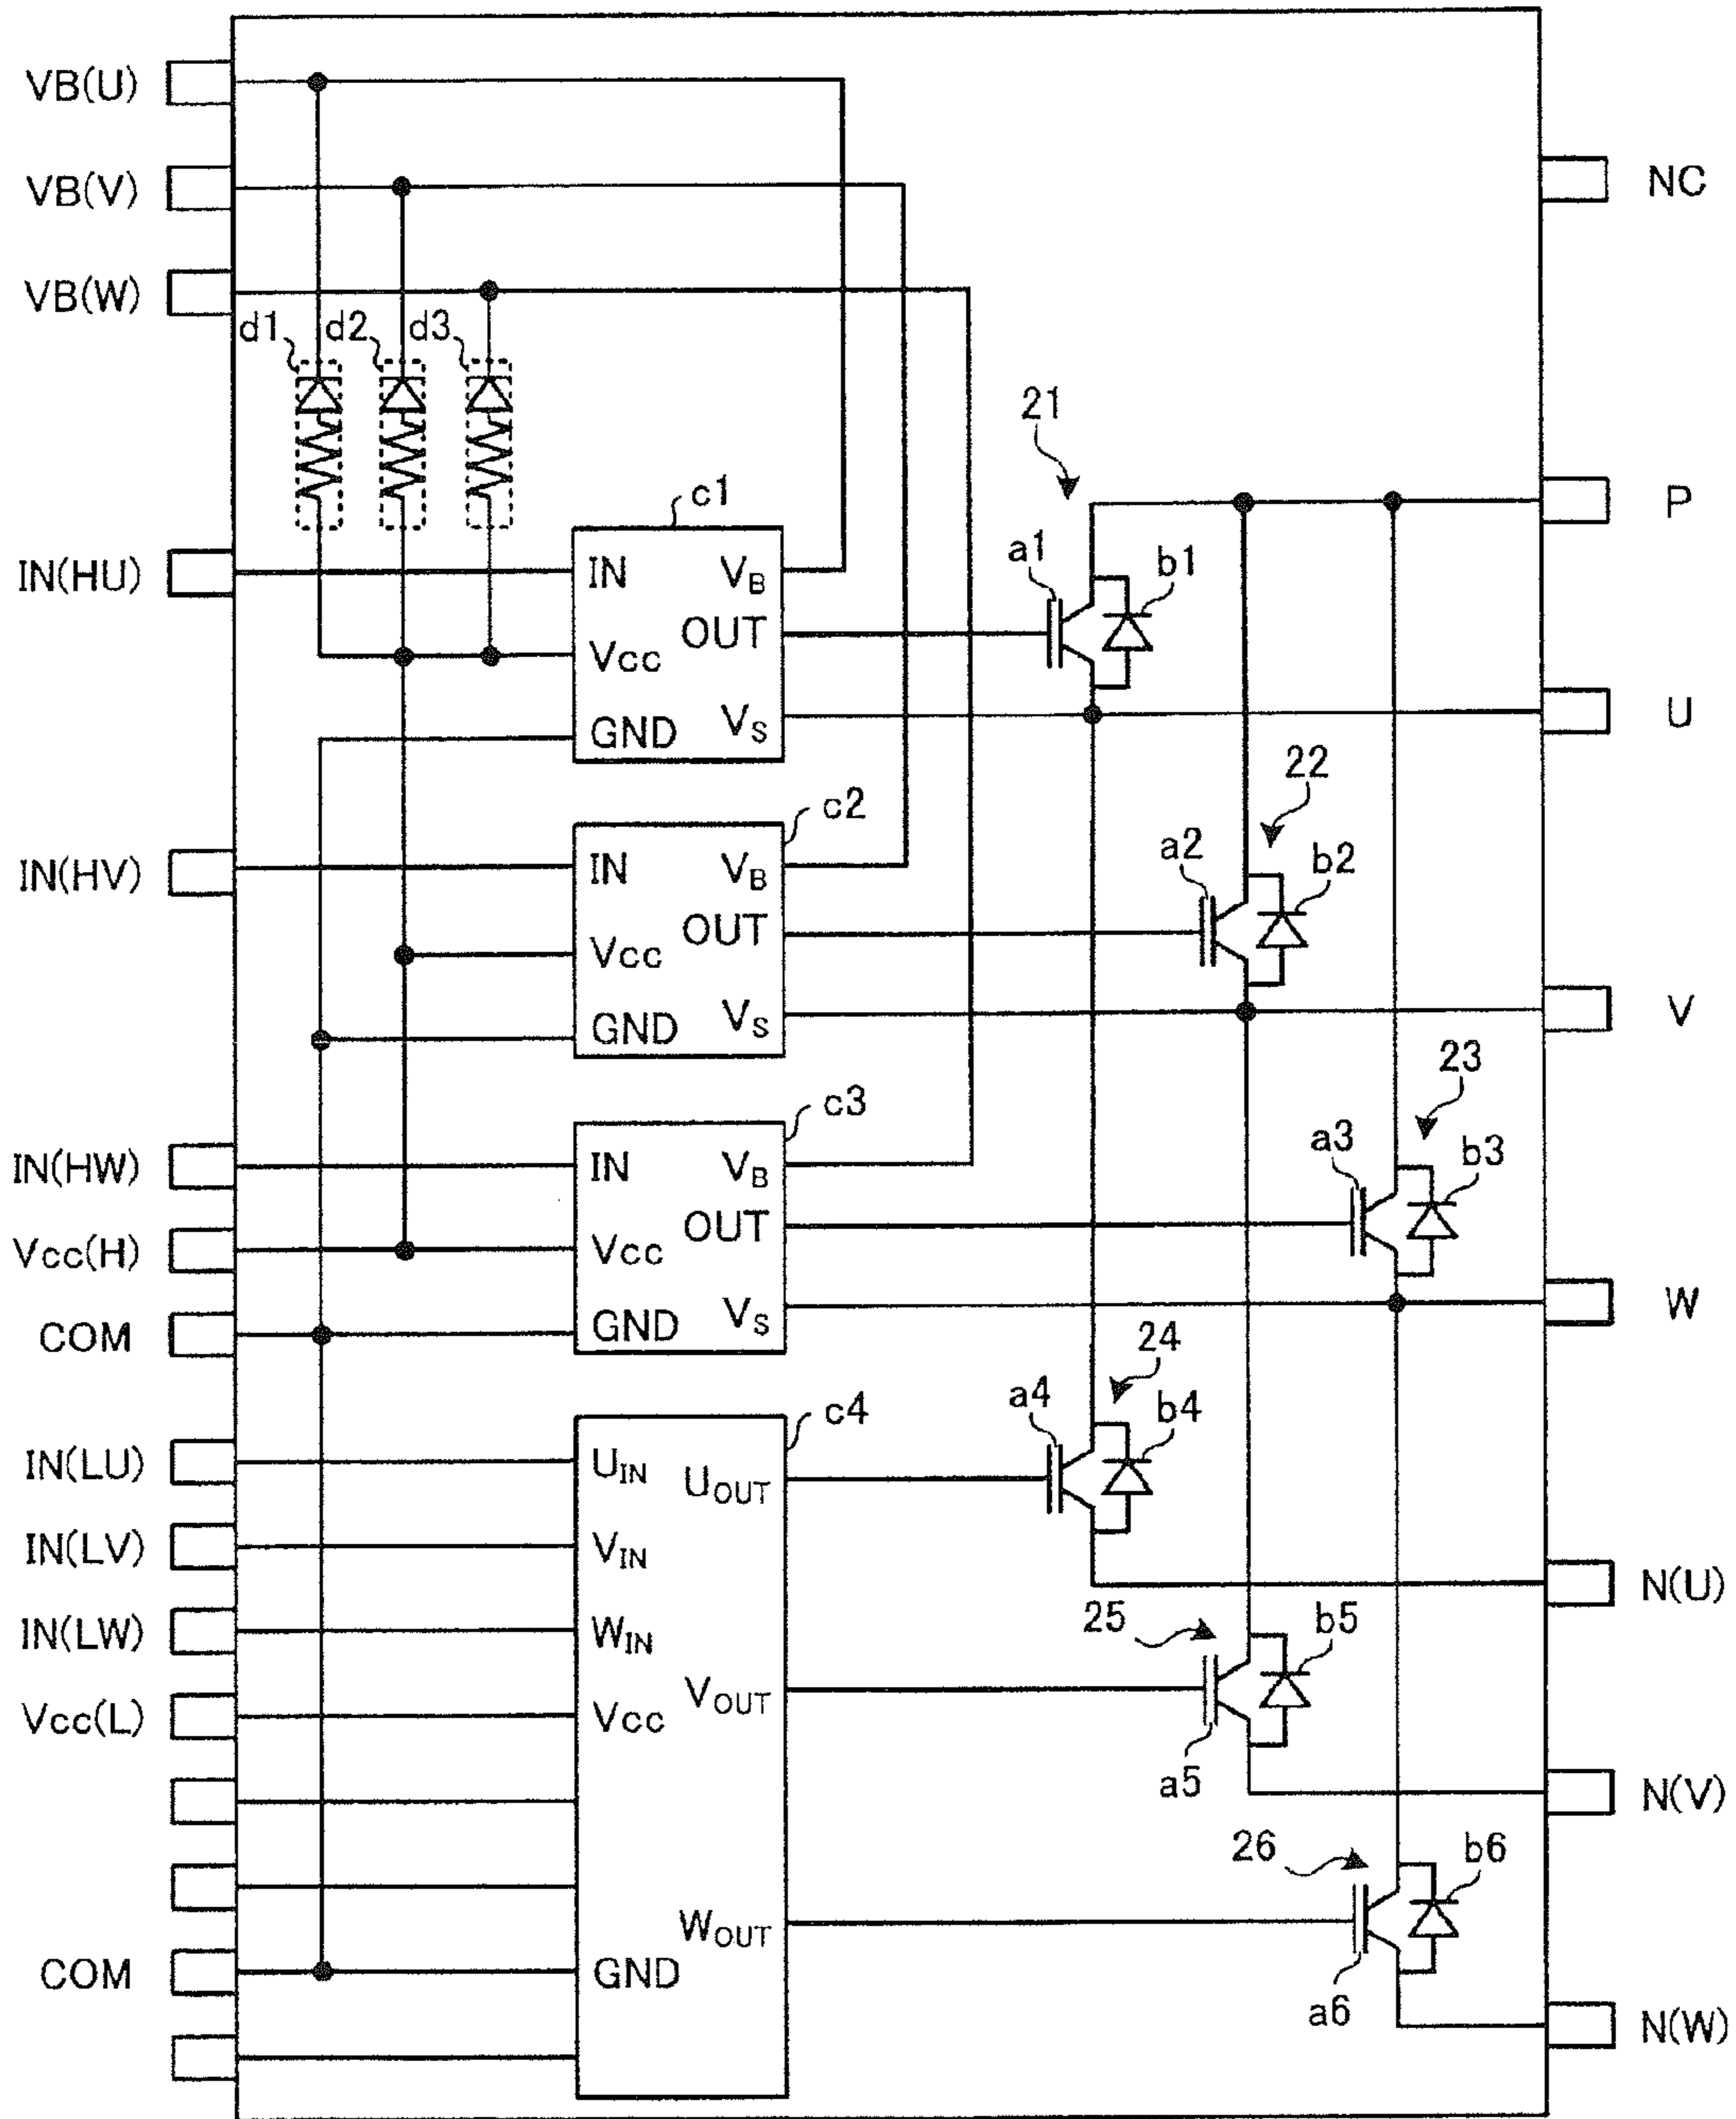 VB(U)
VB(V)
NC
VB(W)
d1
d2
d3
21
c1
P
IN(HU)
IN
VB
a1
b1
OUT
Vcc
GND
VS
U
22
c2
IN(HV)
IN
VB
a2
b2
OUT
Vcc
GND
VS
V
23
c3
IN(HW)
IN
VB
a3
b3
OUT
Vcc(H)
Vcc
COM
GND
VS
W
24
c4
a4
b4
IN(LU)
UIN
UOUT
IN(LV)
VIN
N(U)
IN(LW)
WIN
25
b5
VOUT
Vcc(L)
Vcc
a5
N(V)
26
b6
WOUT
COM
GND
a6
N(W)